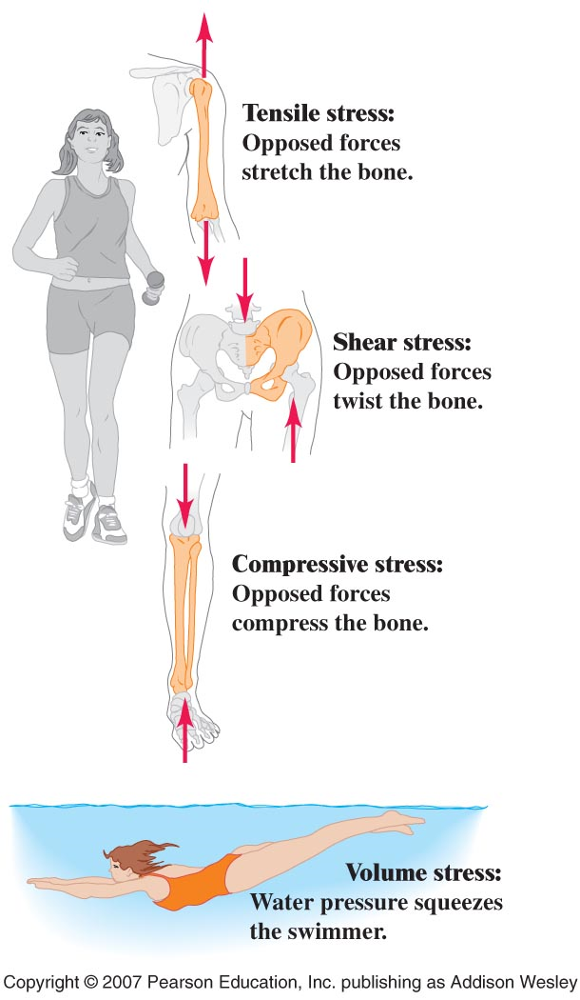 Tensile stress:
Opposed forces
stretch the bone.
Shear stress:
Opposed forces
twist the bone.
Compressive stress:
Opposed forces
compress the bone.
Volume stress:
Water pressure squeezes
the swimmer.
Copyright © 2007 Pearson Education, Inc. publishing as Addison Wesley